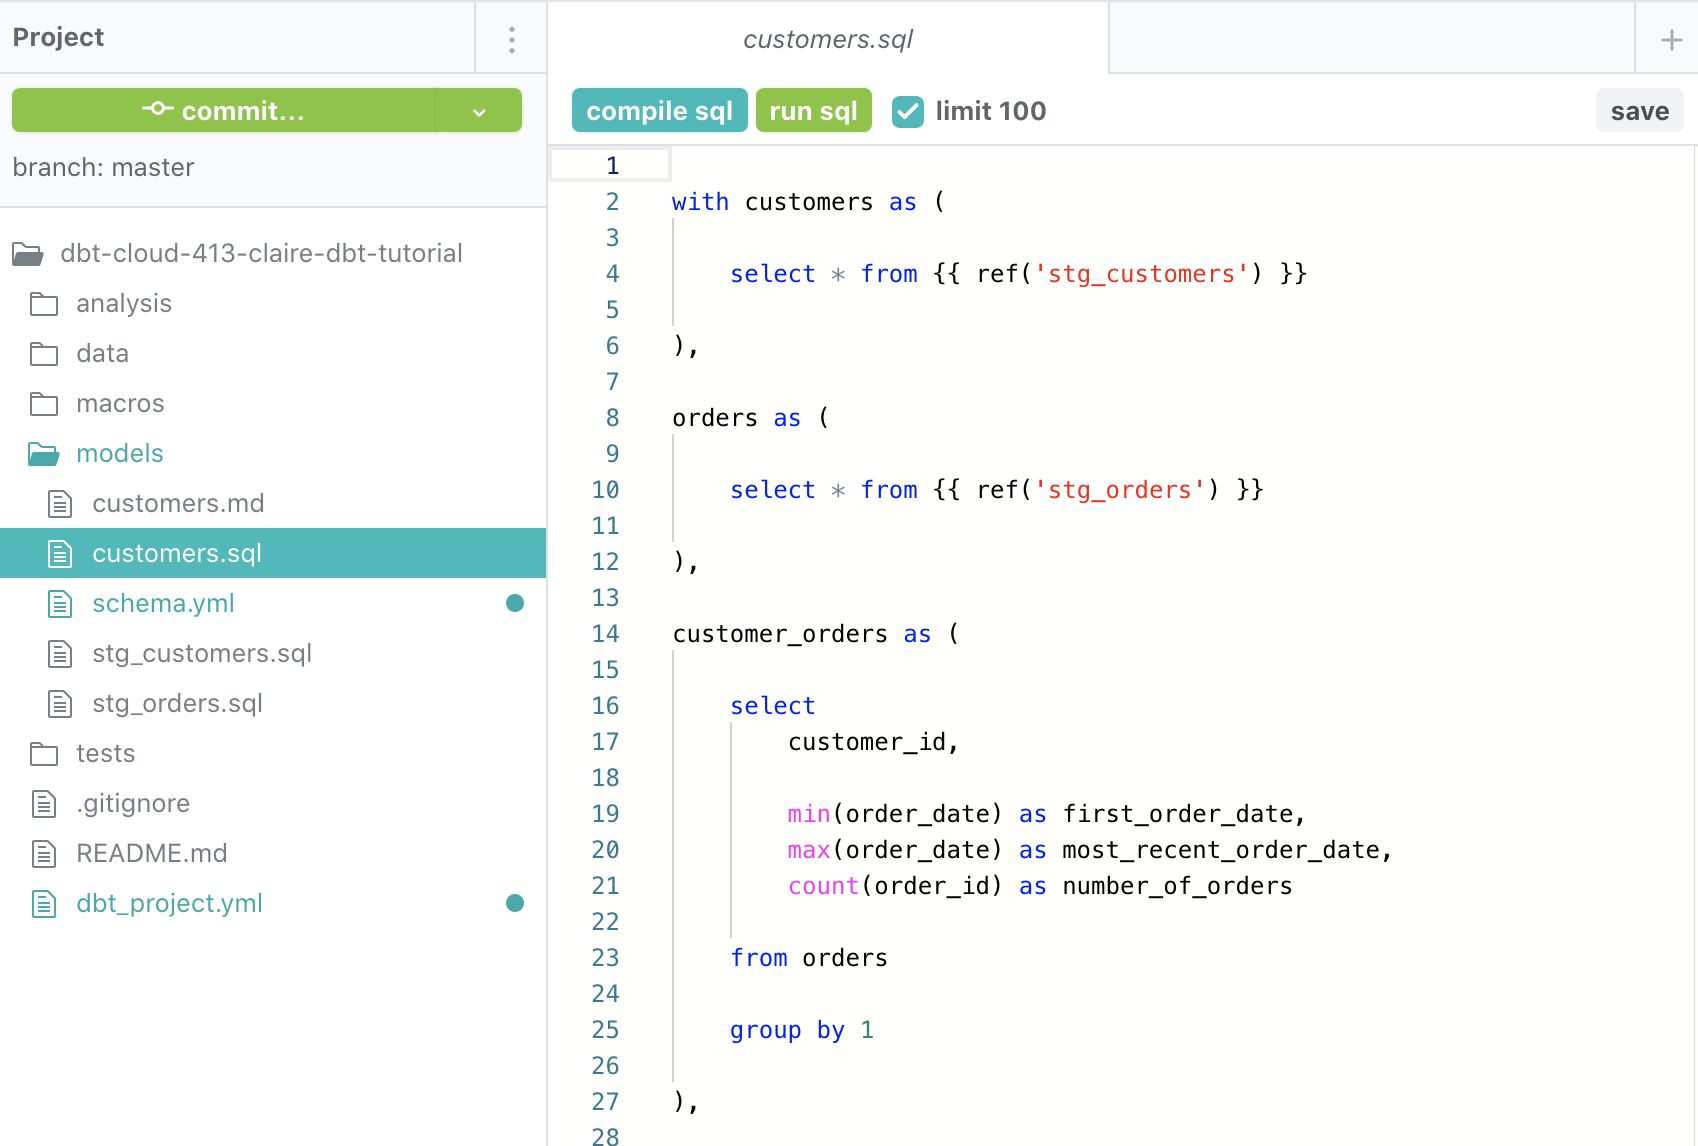 Project
commit...
branch: master
dbt-cloud-413-claire-dbt-tutorial
analysis
data
macros
models
customers.md
customers.sql
schema.yml
stg_customers.sql
stg_orders.sql
tests
.gitignore
README.md
dbt_project.yml
customers.sql
+
compile sql run sql limit 100 save
1
2 with customers as (
3
4 select * from {{ ref('stg_customers') }}
5
6 ),
7
8 orders as (
9
10 select * from {{ ref('stg_orders') }}
11
12 ),
13
14 customer_orders as (
15
16 select
17 customer_id,
18
19 min(order_date) as first_order_date,
20 max(order_date) as most_recent_order_date,
21 count(order_id) as number_of_orders
22
23 from orders
24
25 group by 1
26
27 ),
28